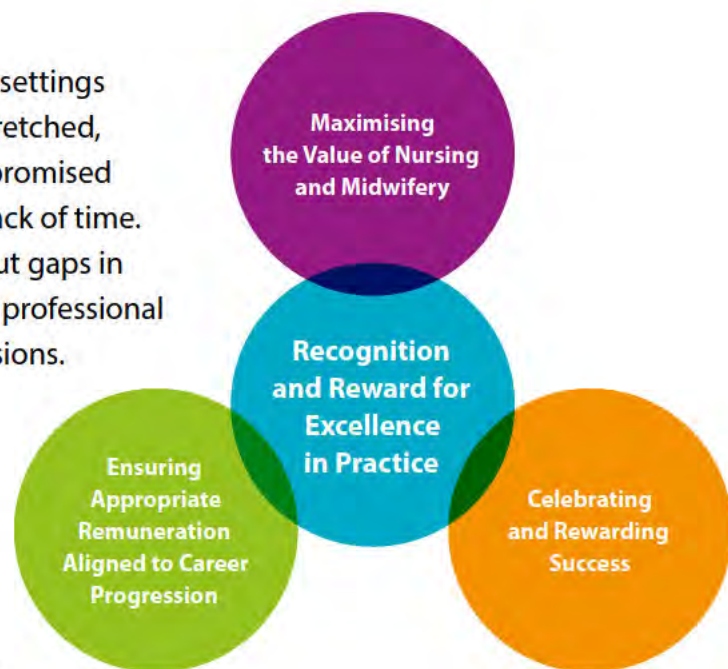 settings
retched,
promised
ack of time.
ut gaps in
professional
sions.
Maximising
the Value of Nursing
and Midwifery
Recognition
and Reward for
Excellence
in Practice
Ensuring
Appropriate
Remuneration
Aligned to Career
Progression
Celebrating
and Rewarding
Success